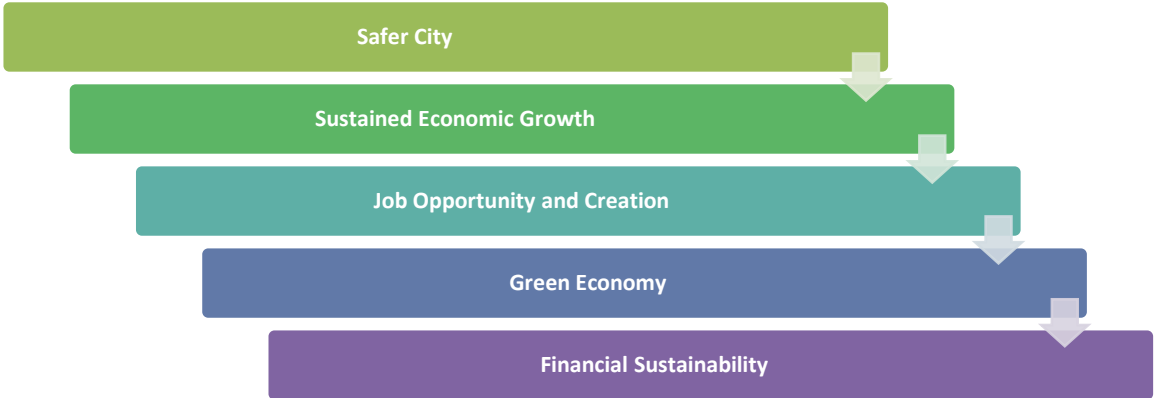 Safer City
Sustained Economic Growth
Job Opportunity and Creation
Green Economy
Financial Sustainability